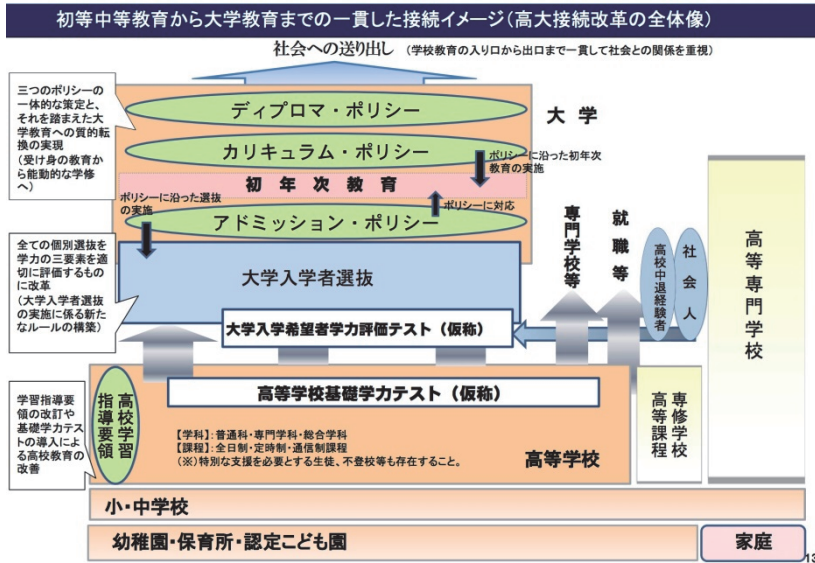 初等中等教育から大学教育までの一貫した接続イメージ（高大接続改革の全体像）
社会への送り出し （学校教育の入り口から出口まで一貫して社会との関係を重視）
三つのポリシーの
一体的な策定と、
それを踏まえた大
学教育への質的転
換の実現
（受け身の教育か
ら能動的な学修
へ）
ディプロマ・ポリシー
大学
カリキュラム・ポリシー
ポリシーに沿った初年次
教育の実施
初年次教育
ポリシーに沿った選抜
の実施
ポリシーに対応
アドミッション・ポリシー
全ての個別選抜を
学力の三要素を適
切に評価するもの
に改革
（大学入学者選抜
の実施に係る新た
なルールの構築）
大学入学者選抜
大学入学希望者学力評価テスト（仮称）
専門学校等
就職等
高校中退経験者
社会人
高等専門学校
学習指導要
領の改訂や
基礎学力テス
トの導入によ
る高校教育の
改善
高校学習
指導要領
高等学校基礎学力テスト（仮称）
【学科】：普通科・専門学科・総合学科
【課程】：全日制・定時制・通信制課程
（※）特別な支援を必要とする生徒、不登校等も存在すること。
高等学校
専修学校
高等課程
小・中学校
幼稚園・保育所・認定こども園
家庭
13